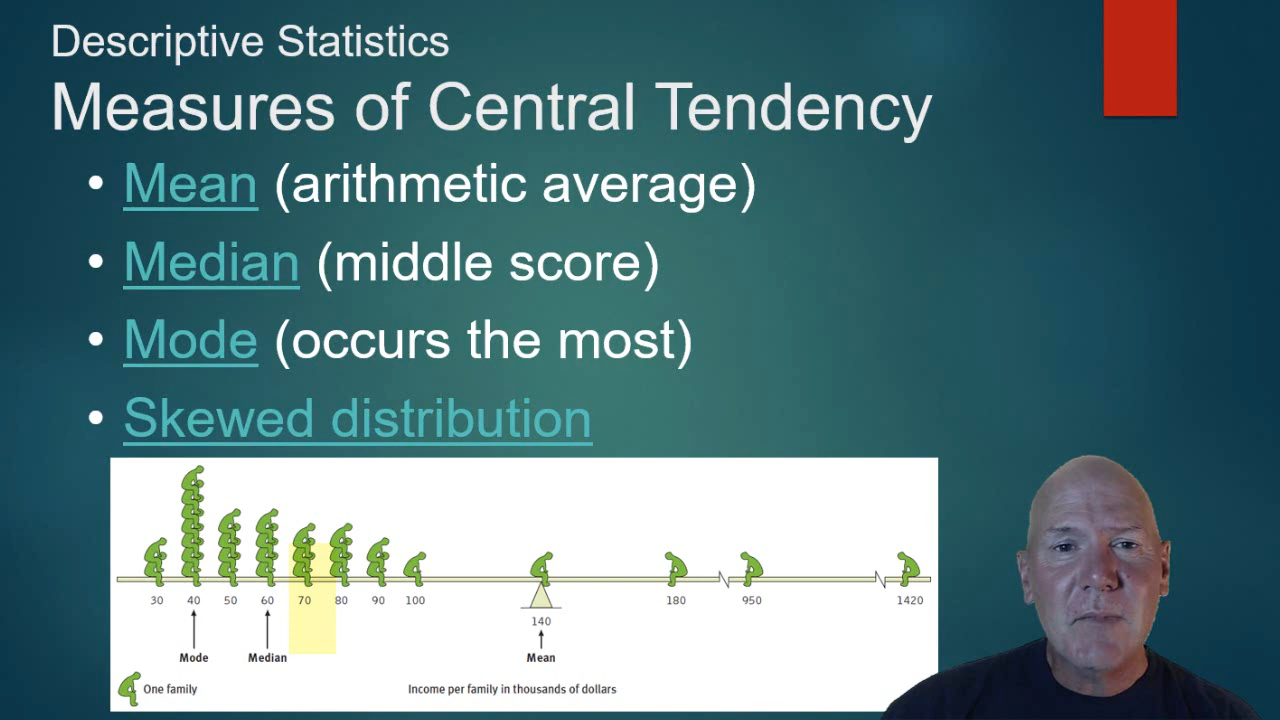 Descriptive Statistics
Measures of Central Tendency
• Mean (arithmetic average)
• Median (middle score)
• Mode (occurs the most)
• Skewed distribution
30 40 50 60 70 80 90 100 180 950 1420
140
Mode Median Mean
One family Income per family in thousands of dollars